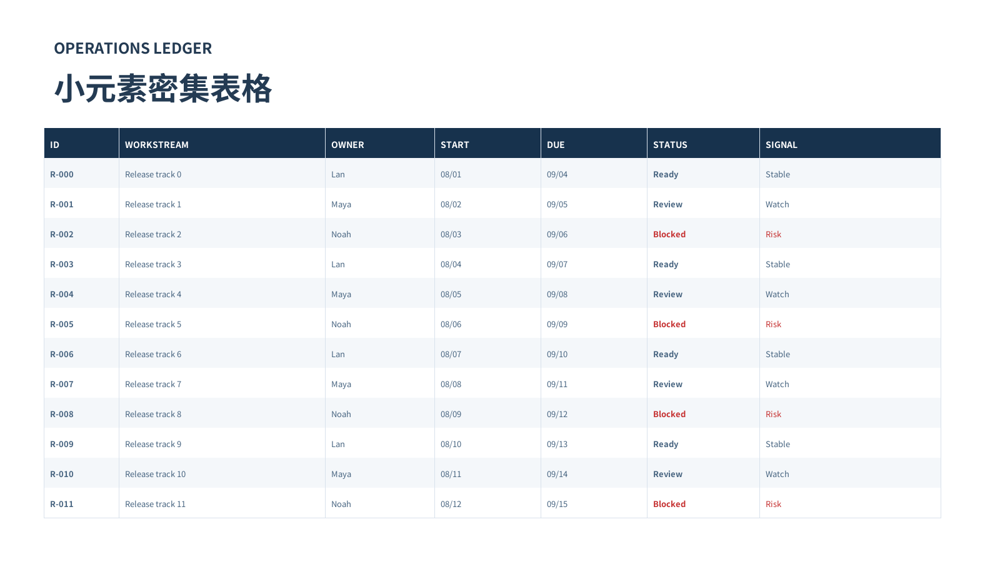 OPERATIONS LEDGER
小元素密集表格
ID WORKSTREAM OWNER START DUE STATUS SIGNAL
R-000 Release track 0 Lan 08/01 09/04 Ready Stable
R-001 Release track 1 Maya 08/02 09/05 Review Watch
R-002 Release track 2 Noah 08/03 09/06 Blocked Risk
R-003 Release track 3 Lan 08/04 09/07 Ready Stable
R-004 Release track 4 Maya 08/05 09/08 Review Watch
R-005 Release track 5 Noah 08/06 09/09 Blocked Risk
R-006 Release track 6 Lan 08/07 09/10 Ready Stable
R-007 Release track 7 Maya 08/08 09/11 Review Watch
R-008 Release track 8 Noah 08/09 09/12 Blocked Risk
R-009 Release track 9 Lan 08/10 09/13 Ready Stable
R-010 Release track 10 Maya 08/11 09/14 Review Watch
R-011 Release track 11 Noah 08/12 09/15 Blocked Risk